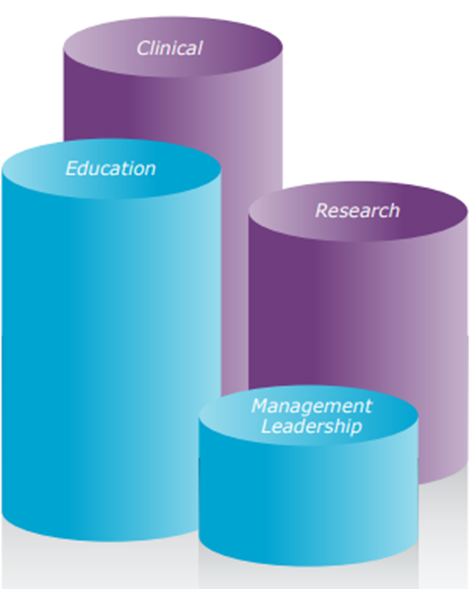 Clinical
Education
Research
Management
Leadership